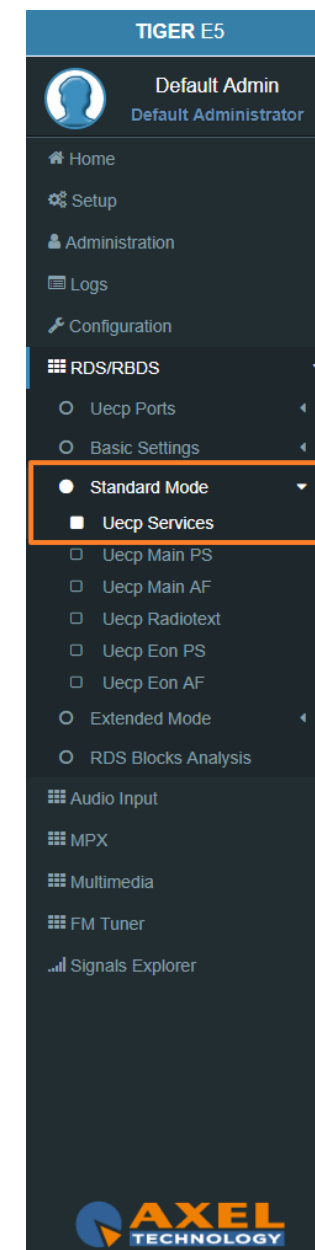 TIGER E5
Default Admin
Default Administrator
Home
Setup
Administration
Logs
Configuration
RDS/RBDS
Uecp Ports
Basic Settings
Standard Mode
Uecp Services
Uecp Main PS
Uecp Main AF
Uecp Radiotext
Uecp Eon PS
Uecp Eon AF
Extended Mode
RDS Blocks Analysis
Audio Input
MPX
Multimedia
FM Tuner
Signals Explorer
AXEL
TECHNOLOGY